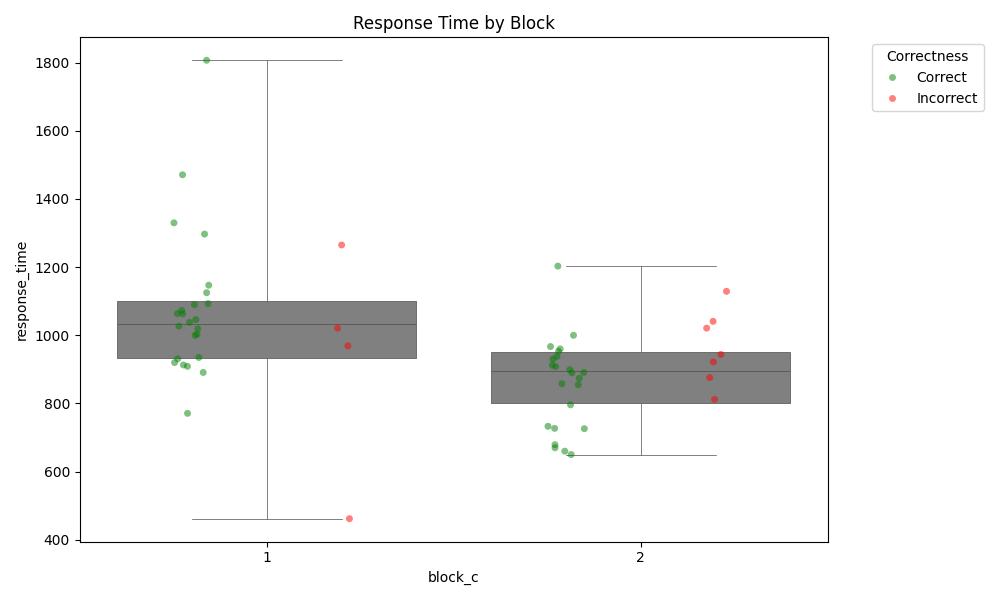 Response Time by Block
Correctness
Correct
Incorrect
response_time
1800
1600
1400
1200
1000
800
600
400
1
2
block_c